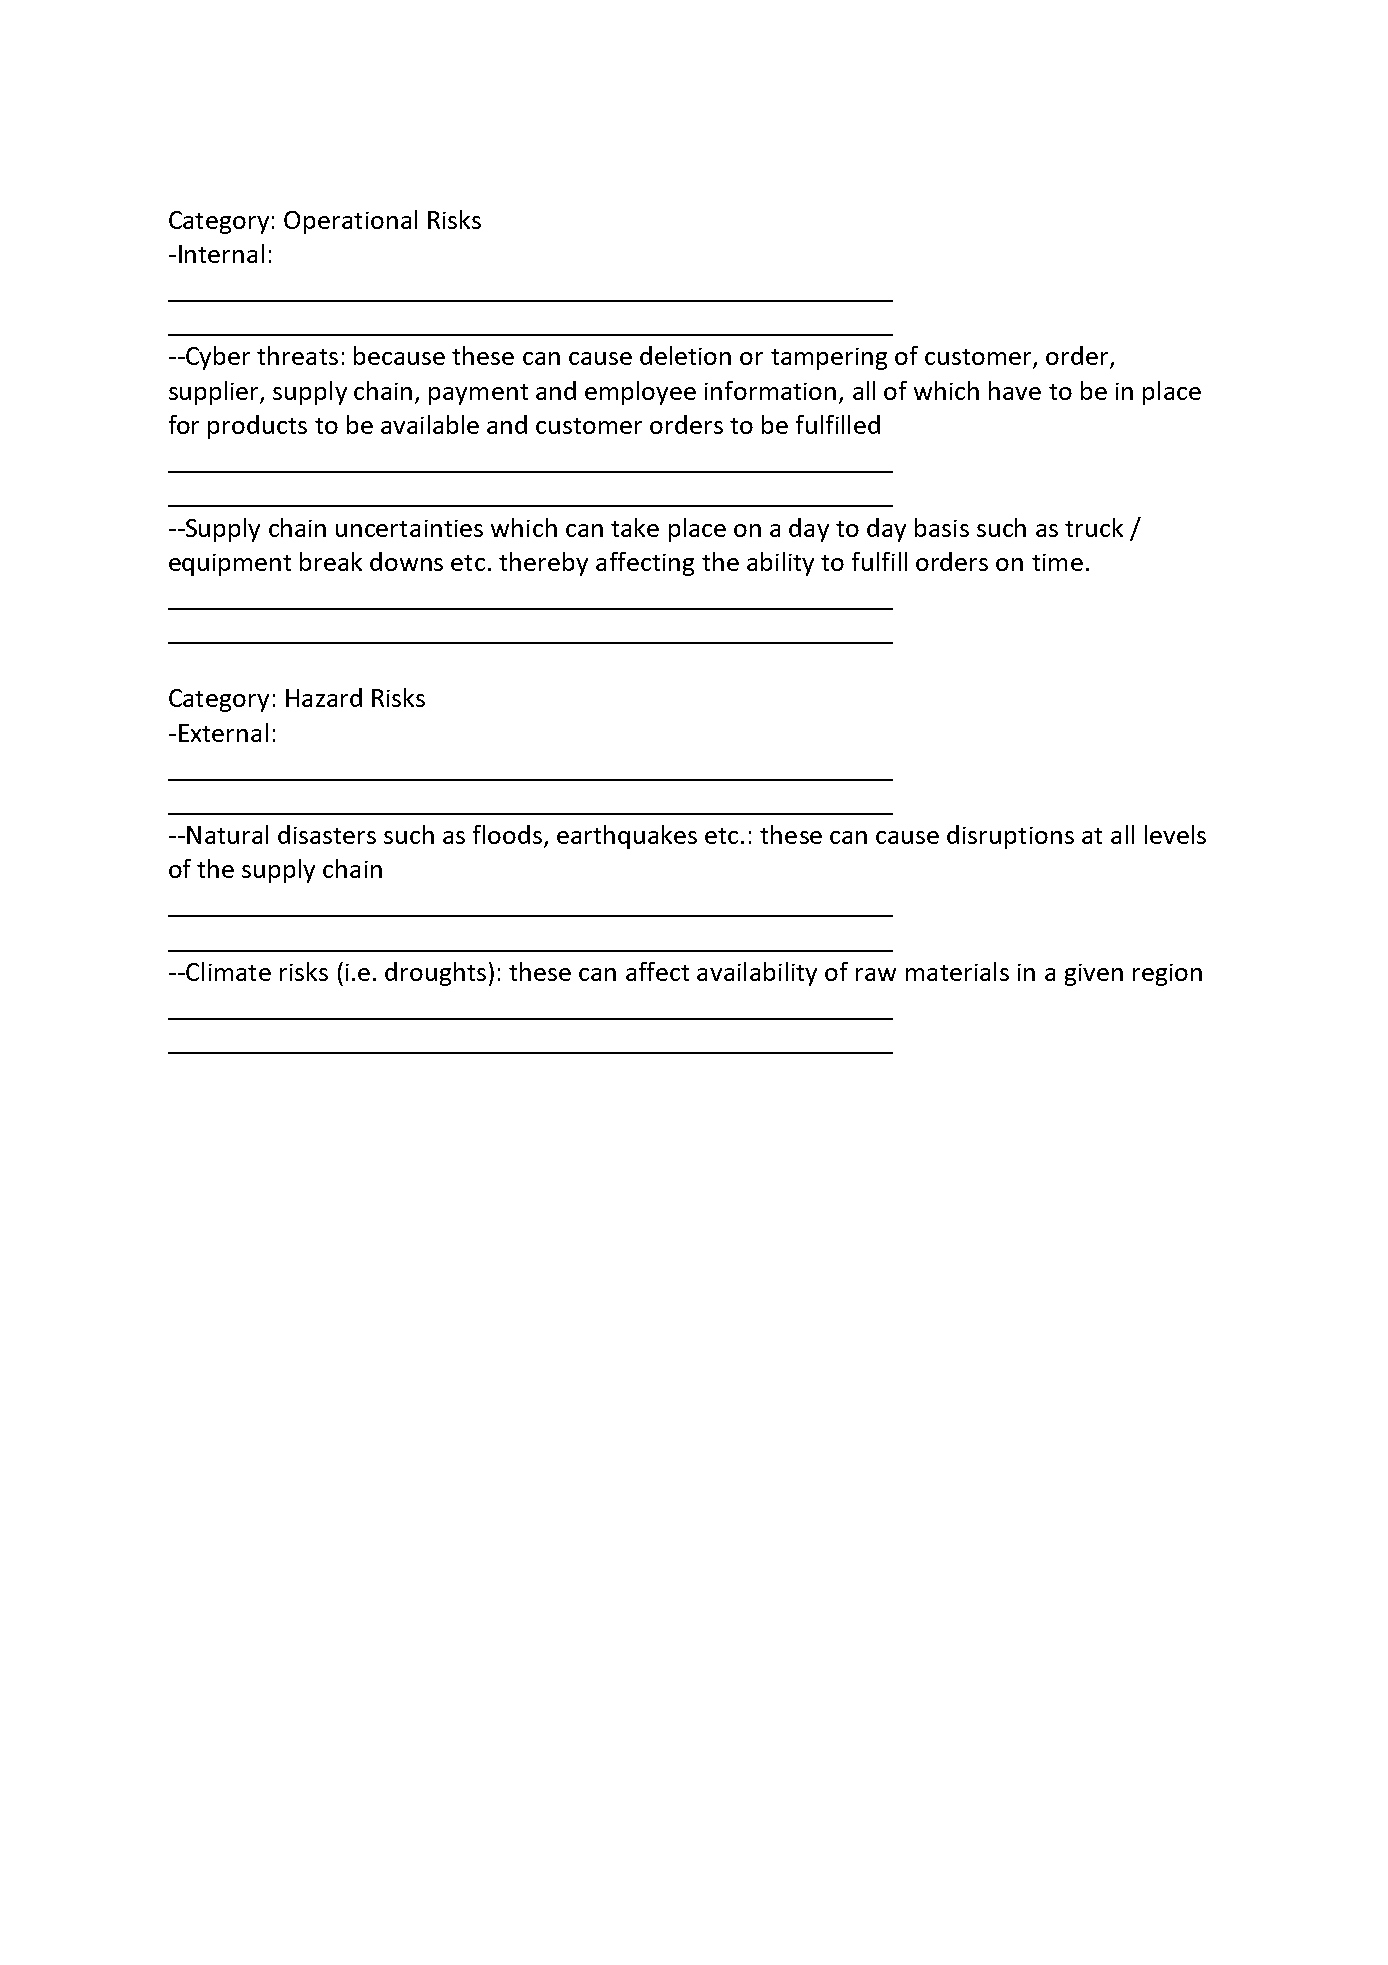 Category: Operational Risks
-Internal:
--Cyber threats: because these can cause deletion or tampering of customer, order,
supplier, supply chain, payment and employee information, all of which have to be in place
for products to be available and customer orders to be fulfilled
--Supply chain uncertainties which can take place on a day to day basis such as truck /
equipment break downs etc. thereby affecting the ability to fulfill orders on time.
Category: Hazard Risks
-External:
--Natural disasters such as floods, earthquakes etc.: these can cause disruptions at all levels
of the supply chain
--Climate risks (i.e. droughts): these can affect availability of raw materials in a given region